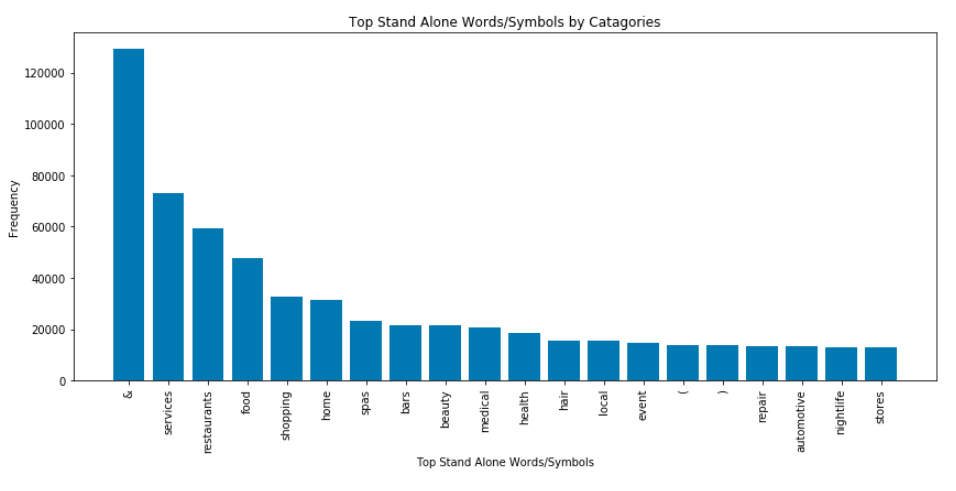 Top Stand Alone Words/Symbols by Catagories
120000
100000
80000
60000
40000
20000
0
Frequency
&
services
restaurants
food
shopping
home
spas
bars
beauty
medical
health
hair
local
event
(
)
repair
automotive
nightlife
stores
Top Stand Alone Words/Symbols